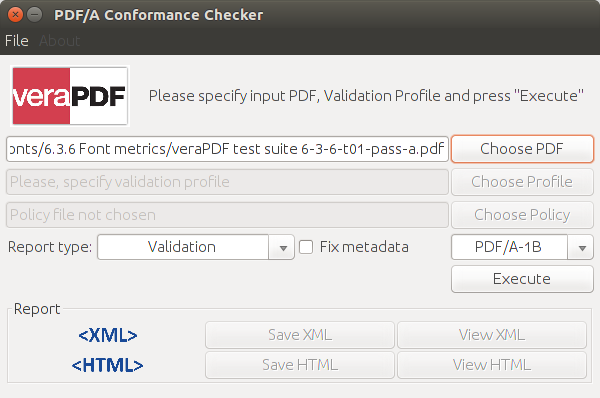 PDF/A Conformance Checker
File About
veraPDF
Please specify input PDF, Validation Profile and press "Execute"
onts/6.3.6 Font metrics/veraPDF test suite 6-3-6-t01-pass-a.pdf Choose PDF
Please, specify validation profile Choose Profile
Policy file not chosen Choose Policy
Report type: Validation Fix metadata PDF/A-1B
Execute
Report
<XML> Save XML View XML
<HTML> Save HTML View HTML